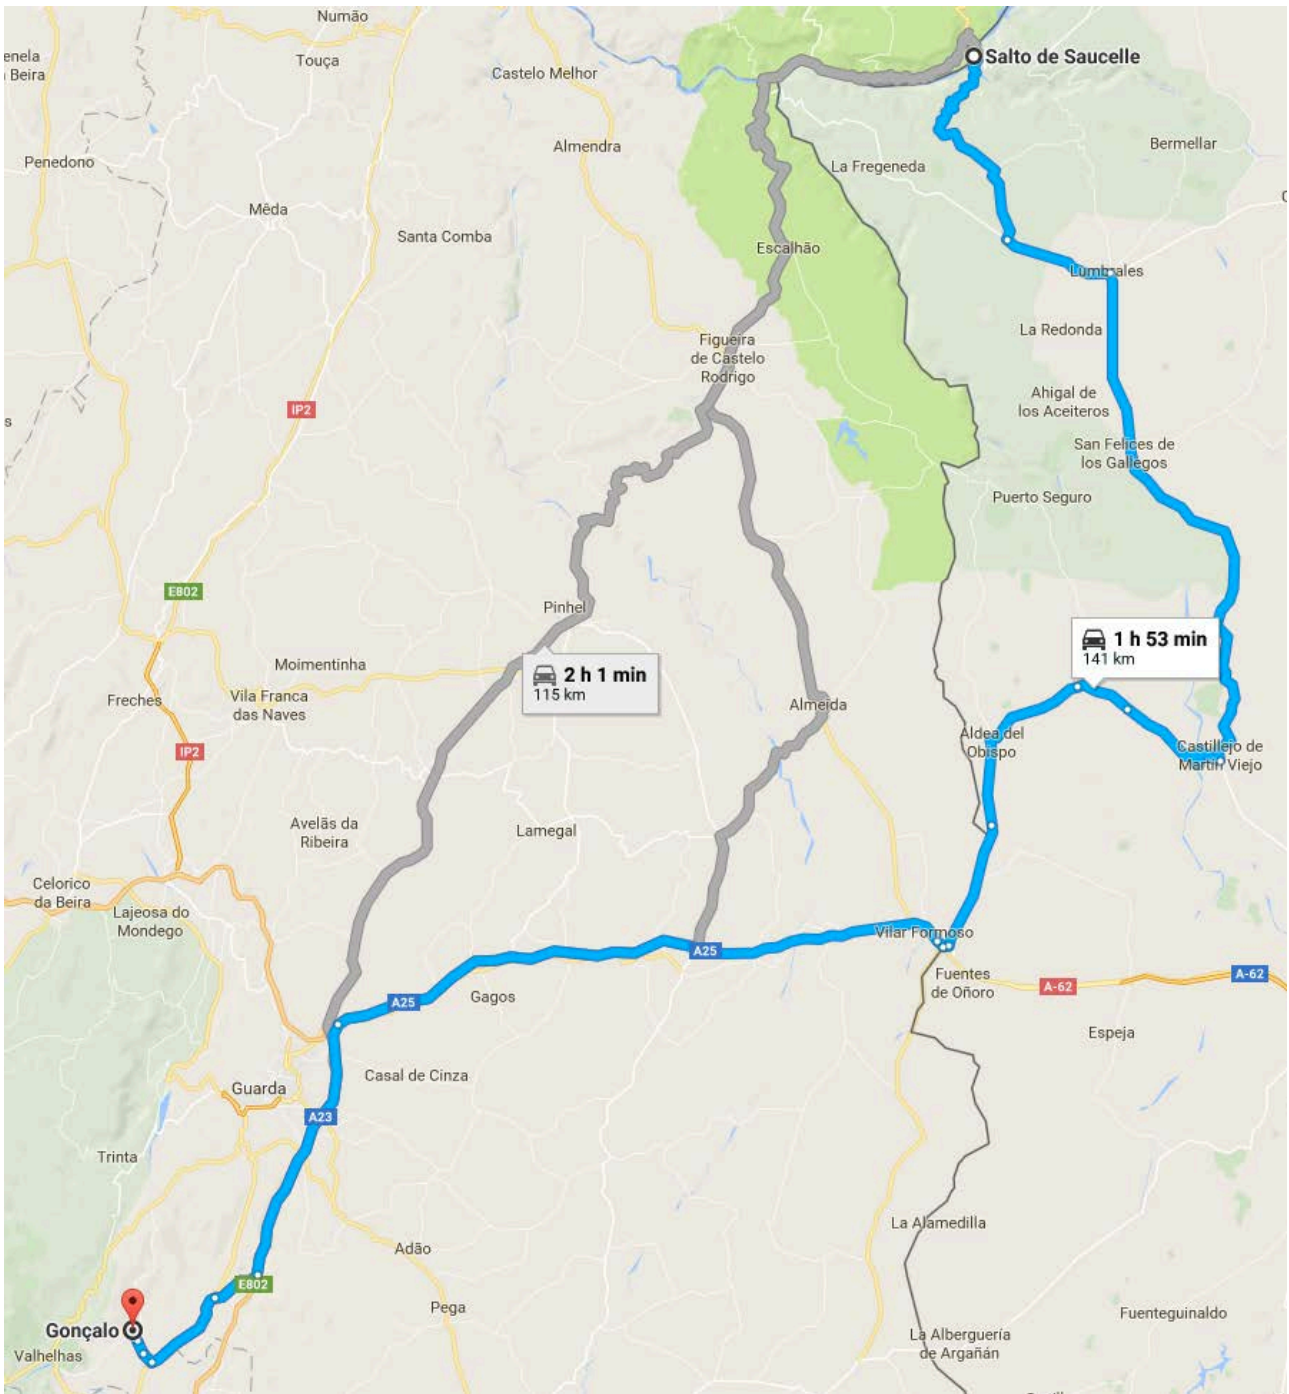 Numão
Touça
enela
Beira
Castelo Melhor
Salto de Saucelle
Penedono
Almendra
Bermellar
La Fregeneda
Mêda
Santa Comba
Escalhão
Lumbrales
La Redonda
Figueira
de Castelo
Rodrigo
Ahigal de
los Aceiteros
IP2
s
San Felices de
los Gallegos
Puerto Seguro
E802
Pinhel
1 h 53 min
141 km
Moimentinha
2 h 1 min
115 km
Freches
Vila Franca
das Naves
Almeida
IP2
Aldea del
Obispo
Castillejo de
Martín Viejo
Avelãs da
Ribeira
Lamegal
Celorico
da Beira
Lajeosa do
Mondego
Vilar Formoso
A25
Fuentes
de Oñoro
A-62
A-62
A25
Gagos
Espeja
Casal de Cinza
Guarda
A23
Trinta
La Alamedilla
Adão
E802
Pega
Fuenteguinaldo
Gonçalo
Valhelhas
La Alberguería
de Argañán